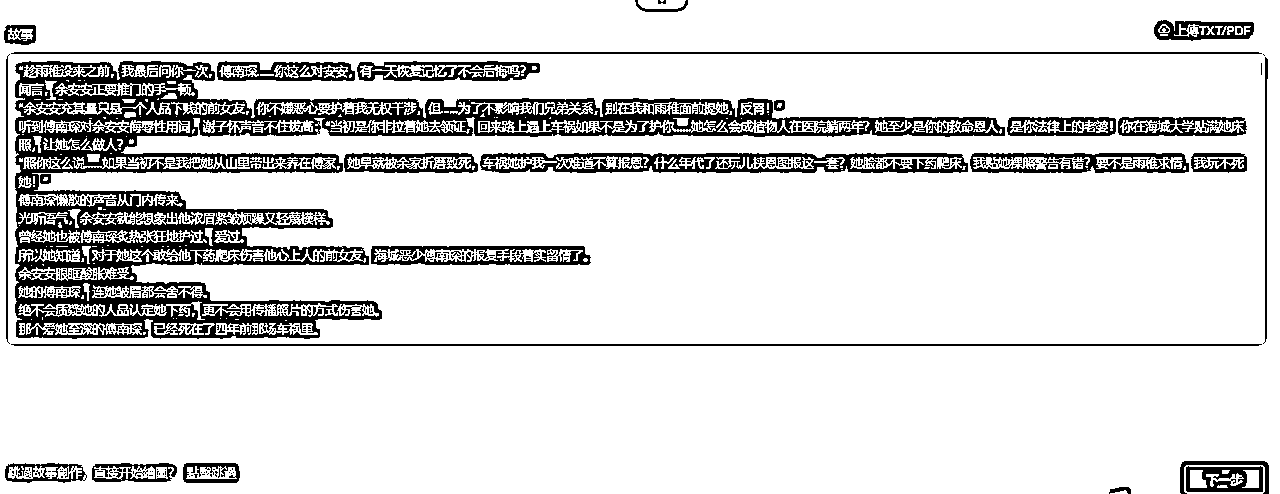 故事
上傳TXT/PDF
“趁雨稚没来之前，我最后问你一次，傅南琛……你这么对安安，有一天恢复记忆了不会后悔吗？”
闻言，余安安正要推门的手一顿。
“余安安充其量只是一个人品下贱的前女友，你不嫌恶心要护着我无权干涉，但……为了不影响我们兄弟关系，别在我和雨稚面前提她，反胃！”
听到傅南琛对余安安侮辱性用词，谢子怀声音不住拔高：“当初是你非拉着她去领证，回来路上遇上车祸如果不是为了护你……她怎么会成植物人在医院躺两年？她至少是你的救命恩人，是你法律上的老婆！你在海城大学贴满她床
照，让她怎么做人？”
“照你这么说……如果当初不是我把她从山里带出来养在傅家，她早就被余家折磨致死，车祸她护我一次难道不算报恩？什么年代了还玩儿挟恩图报这一套？她脸都不要下药爬床，我贴她裸照警告有错？要不是雨稚求情，我玩不死
她！”
傅南琛懒散的声音从门内传来。
光听语气，余安安就能想象出他浓眉紧皱烦躁又轻蔑模样。
曾经她也被傅南琛炙热张狂地护过、爱过。
所以她知道，对于她这个敢给他下药爬床伤害他心上人的前女友，海城恶少傅南琛的报复手段着实留情了。
余安安眼眶酸胀难受。
她的傅南琛，连她皱眉都会舍不得。
绝不会质疑她的人品认定她下药，更不会用传播照片的方式伤害她。
那个爱她至深的傅南琛，已经死在了四年前那场车祸里。
跳過故事創作，直接开始繪圖？ 點擊跳過
下一步